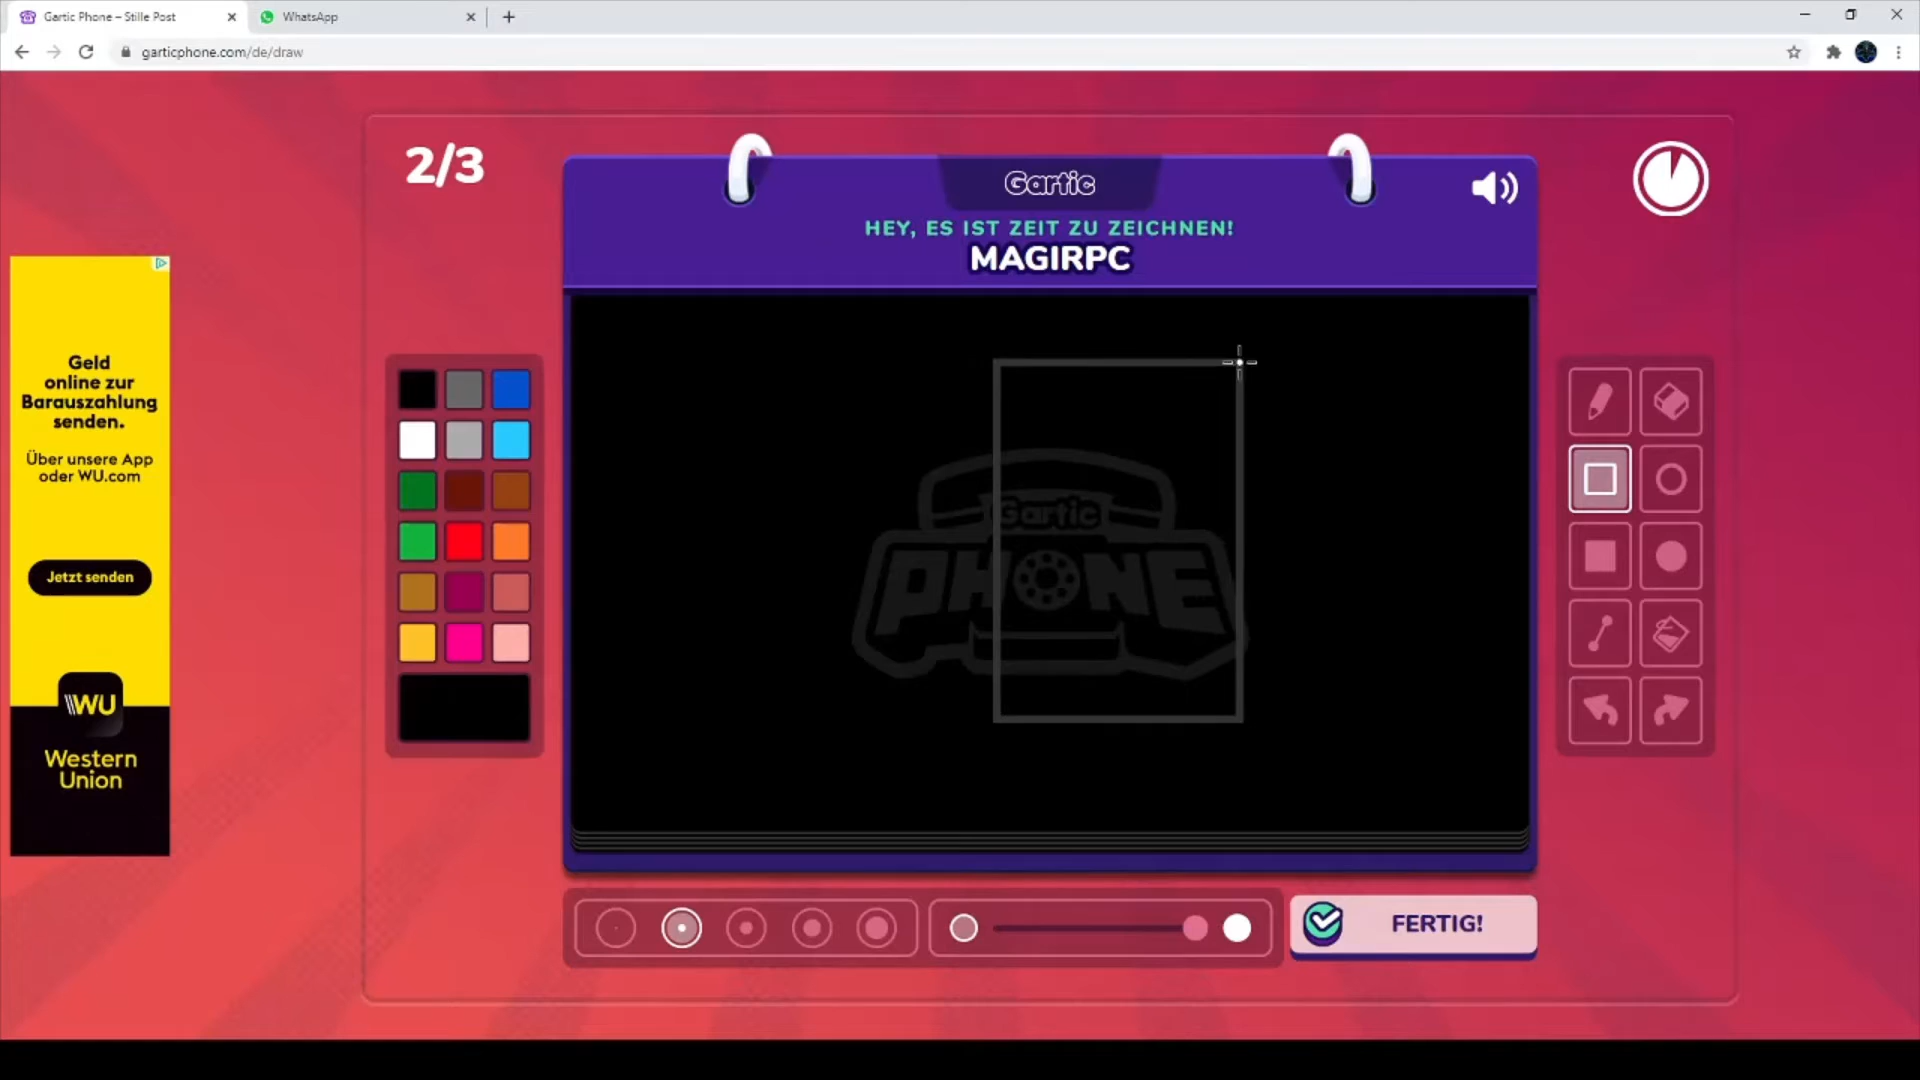 Gartic Phone – Stille Post
WhatsApp
garticphone.com/de/draw
2/3
Gartic
HEY, ES IST ZEIT ZU ZEICHNEN!
MAGIRPC
Geld
online zur
Barauszahlung
senden.
Über unsere App
oder WU.com
Jetzt senden
WU
Western
Union
Gartic
PHONE
FERTIG!